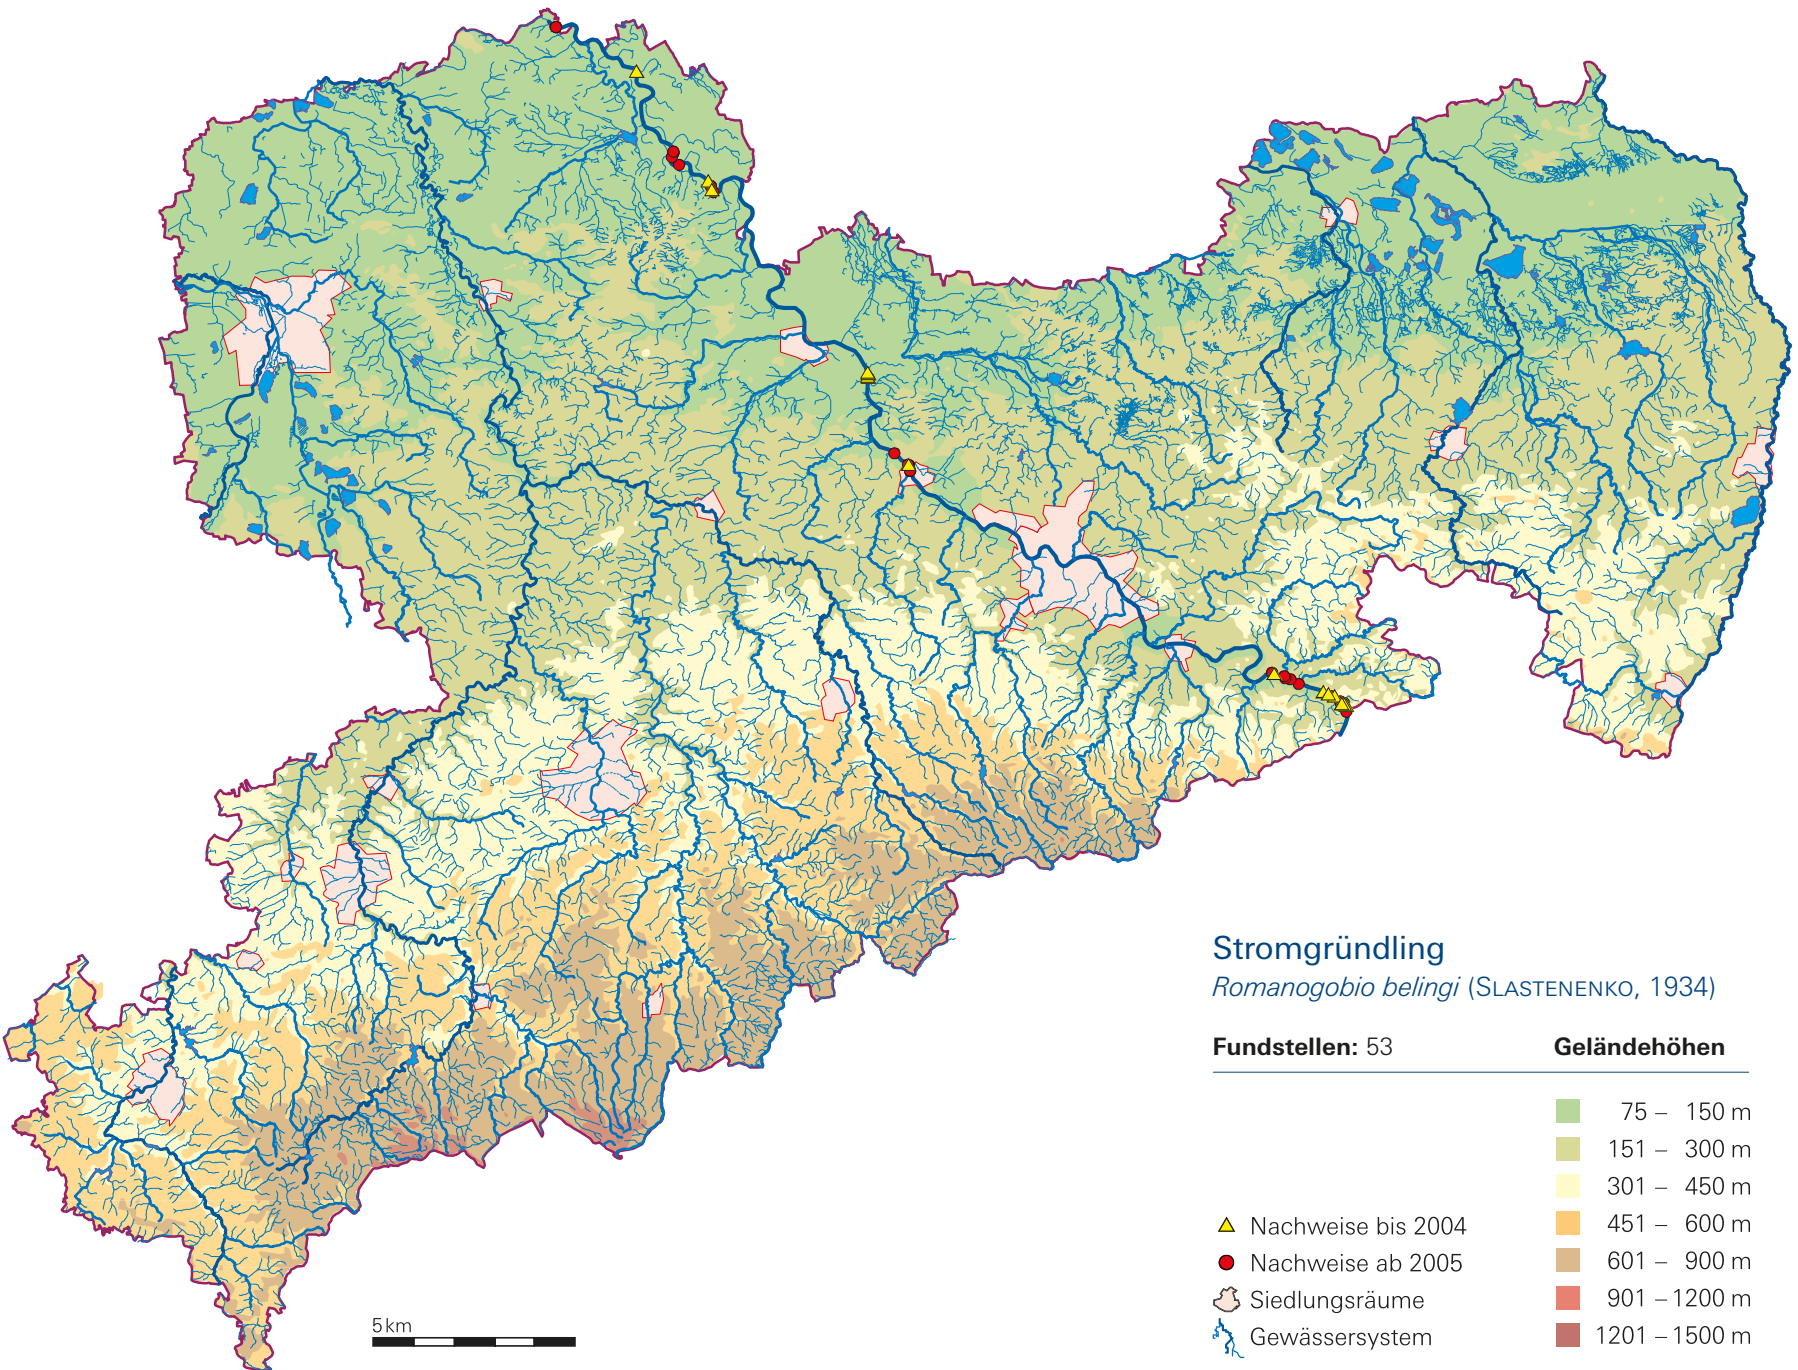 Stromgründling
Romanogobio belingi (SLASTENENKO, 1934)
Fundstellen: 53
Geländehöhen
75 – 150 m
151 – 300 m
301 – 450 m
451 – 600 m
601 – 900 m
901 – 1200 m
1201 – 1500 m
Nachweise bis 2004
Nachweise ab 2005
Siedlungsräume
Gewässersystem
5 km